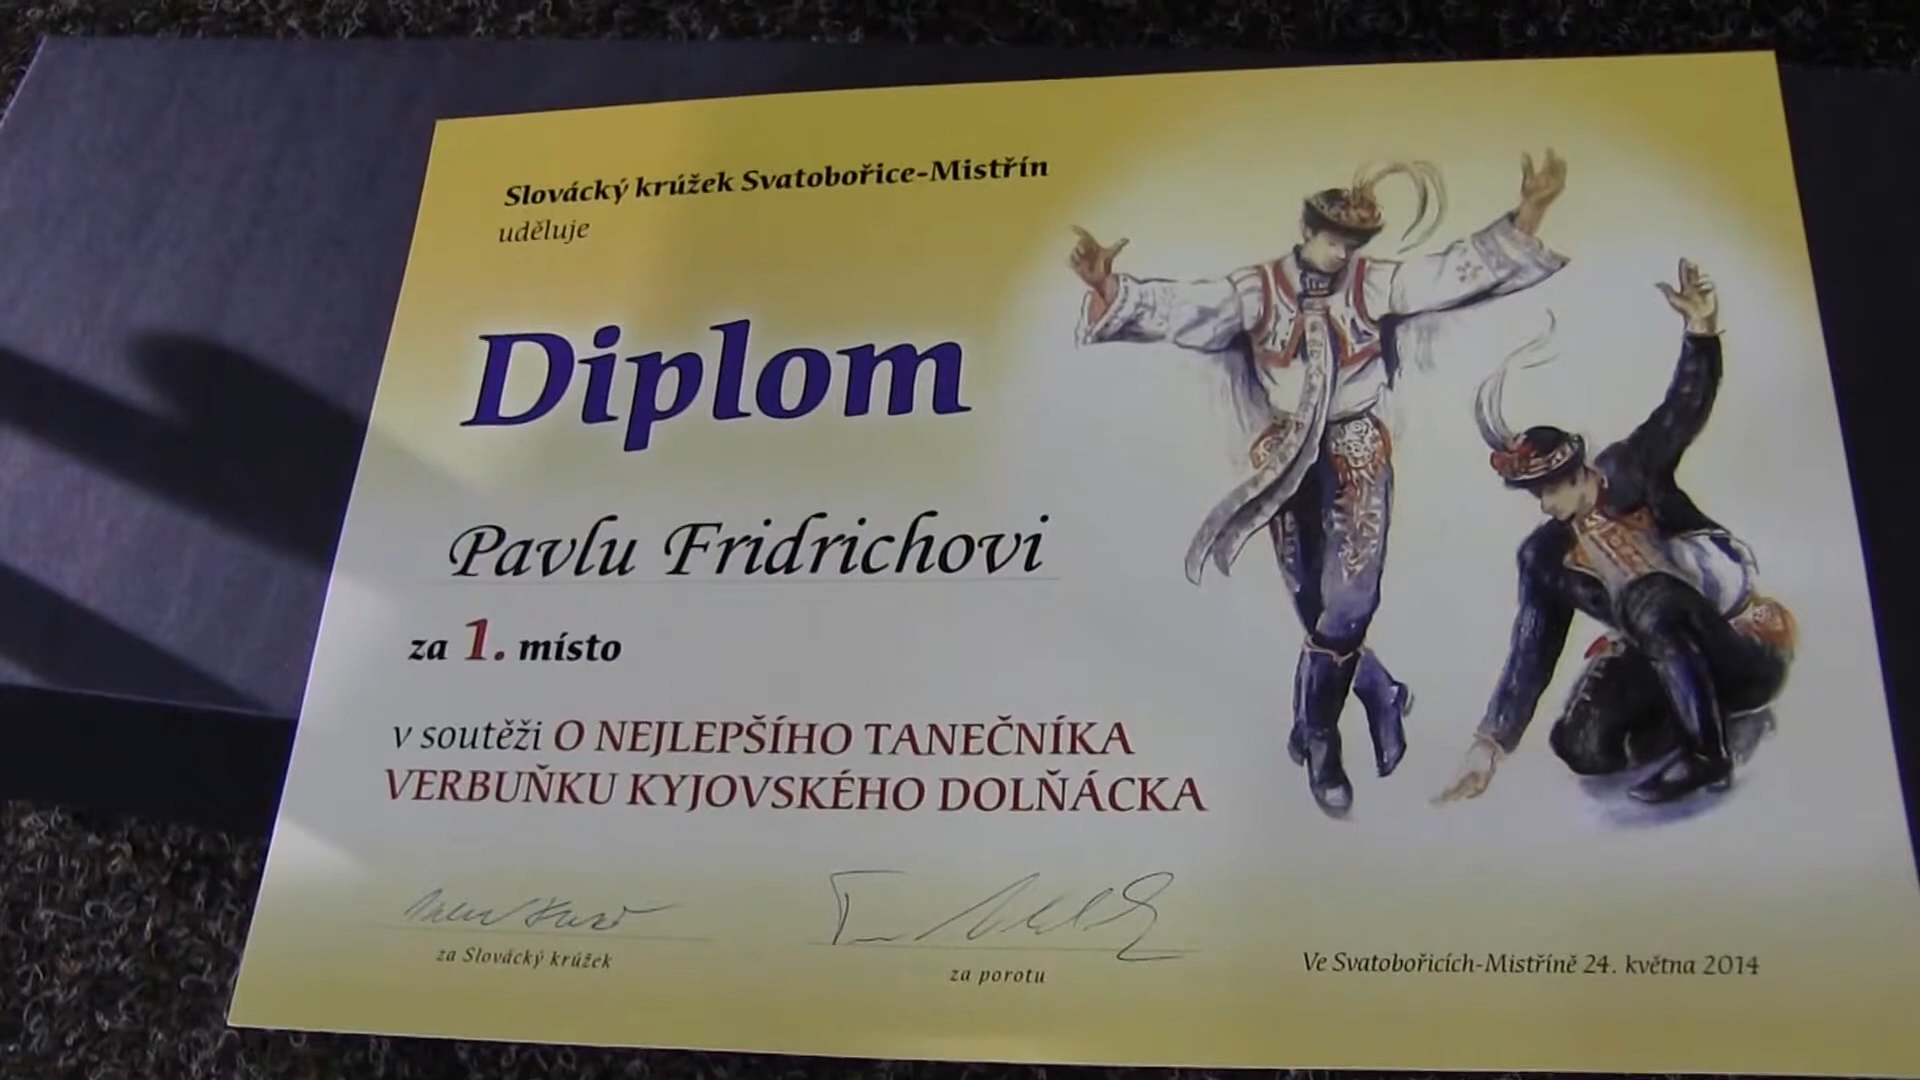 Slovácký krúžek Svatobořice-Mistřín
uděluje
Diplom
Pavlu Fridrichovi
za 1. místo
v soutěži O NEJLEPŠÍHO TANEČNÍKA
VERBUŇKU KYJOVSKÉHO DOLŇÁCKA
za Slovácký krúžek
za porotu
Ve Svatobořicích-Mistříně 24. května 2014